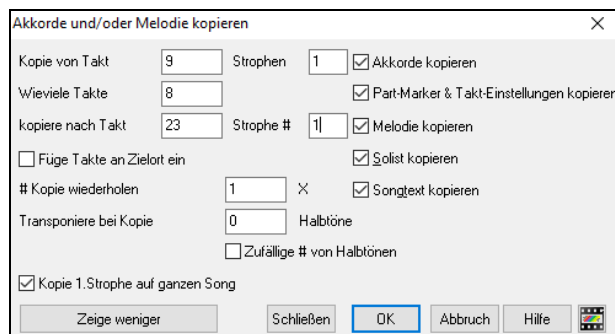 Akkorde und/oder Melodie kopieren
Kopie von Takt 9 Strophen 1 Akkorde kopieren
Wieviele Takte 8 Part-Marker & Takt-Einstellungen kopieren
kopiere nach Takt 23 Strophe # 1 Melodie kopieren
Füge Takte an Zielort ein Solist kopieren
# Kopie wiederholen 1 X Songtext kopieren
Transponiere bei Kopie 0 Halbtöne
Zufällige # von Halbtönen
Kopie 1.Strophe auf ganzen Song
Zeige weniger Schließen OK Abbruch Hilfe